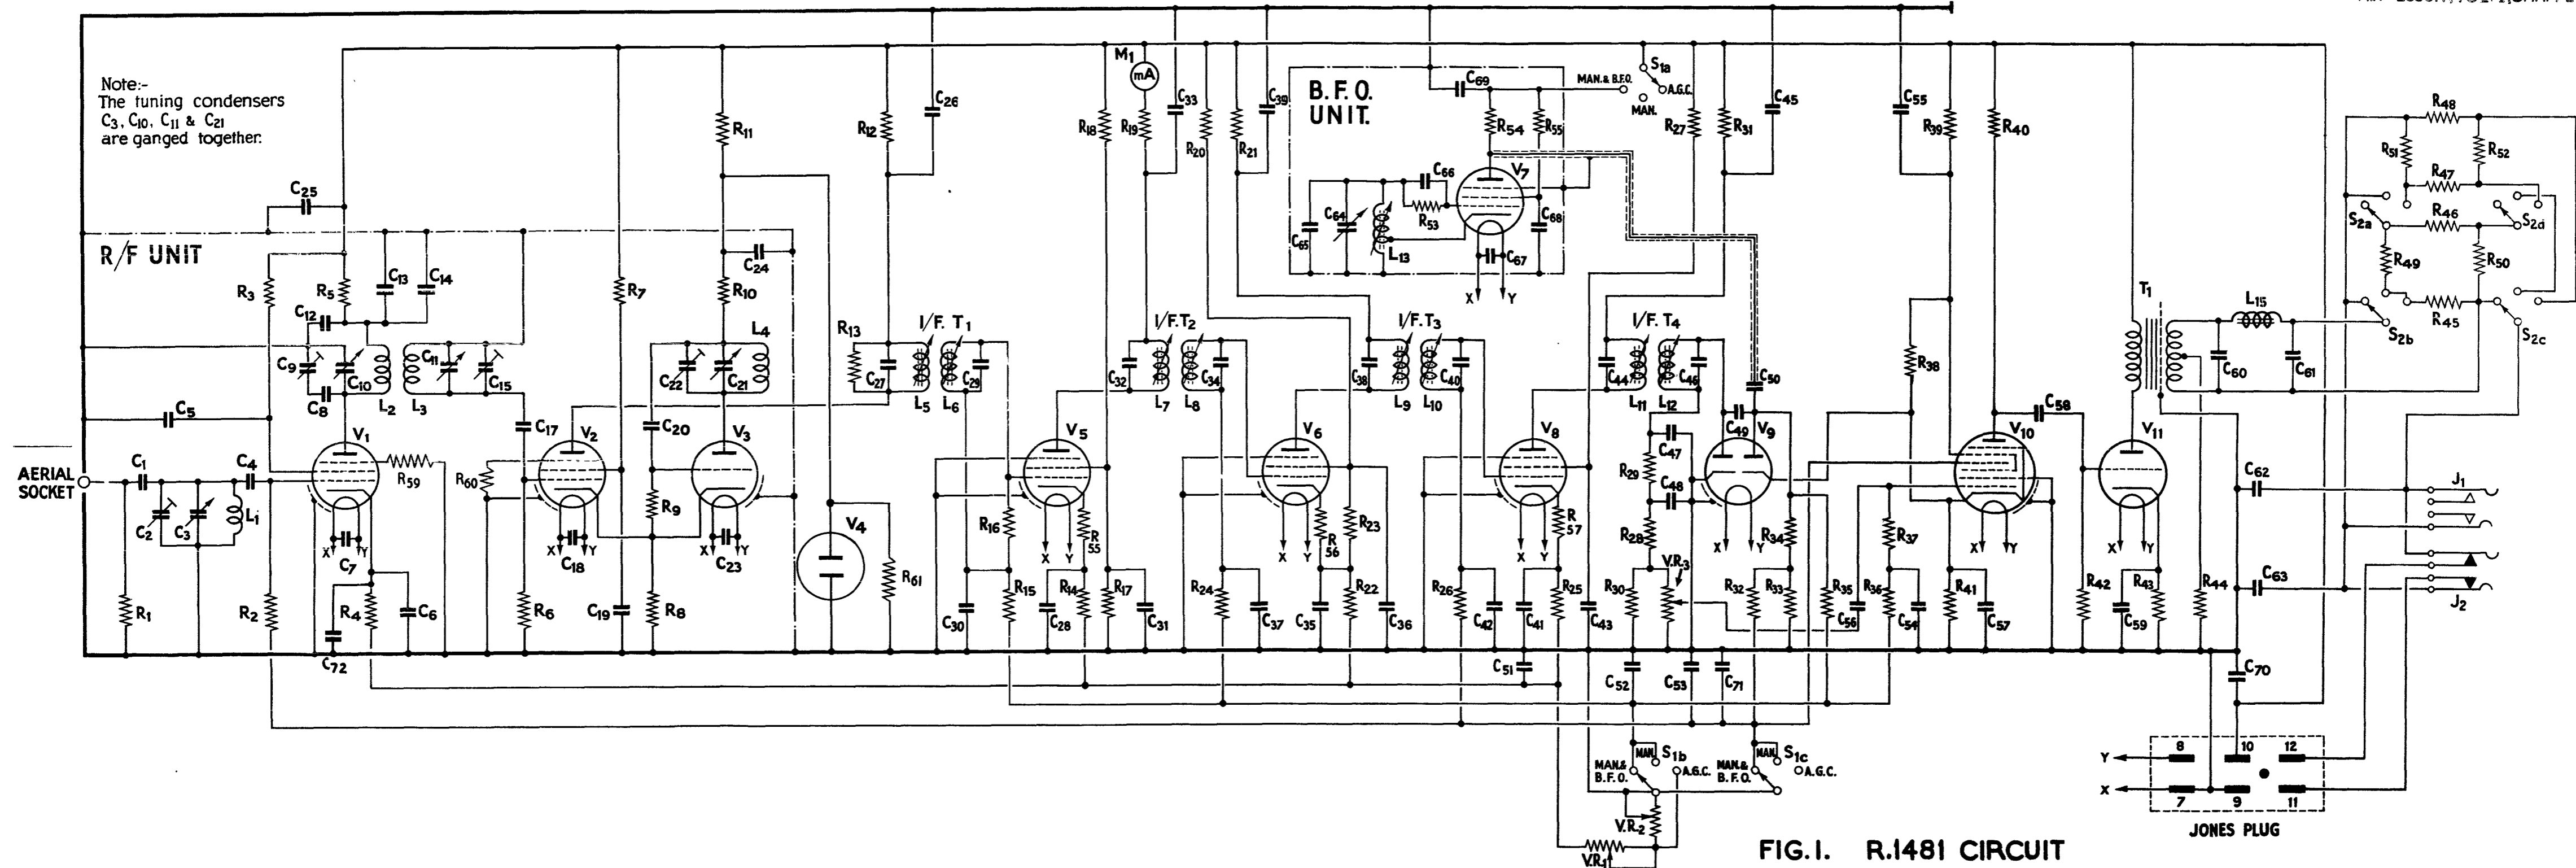 Note:-
The tuning condensers
C3, C10, C11 & C21
are ganged together.
R/F UNIT
B.F.O.
UNIT.
AERIAL
SOCKET
C25
R3
R5
C13
C14
C12
C9
C10
C8
L2
L3
C11
C15
C5
C1
C4
C2
C3
L1
V1
R59
X
Y
C7
R1
R2
R4
C6
C72
C17
R60
V2
X
Y
C18
R6
R7
C19
C20
R9
R8
R11
C24
R10
L4
C22
C21
V3
X
Y
C23
V4
R61
R12
C26
R13
I/F. T1
C27
L5
L6
C29
R16
R15
C30
V5
X
Y
R55
C28
R14
R17
C31
R18
M1
mA
R19
C33
R20
R21
C39
I/F.T2
C32
L7
L8
C34
R24
C37
V6
X
Y
R56
R23
C35
R22
C36
C69
R54
R55
C66
V7
R53
C64
C65
L13
C68
C67
X
Y
I/F.T3
C38
L9
L10
C40
R26
C42
V8
X
Y
R57
C41
R25
C43
C51
MAN.& B.F.O.
S1a
A.G.C.
MAN.
R27
R31
C45
I/F. T4
C44
L11
L12
C46
C50
C47
R29
C48
R28
C49
V9
X
Y
R34
V.R.3
R30
R32
R33
R35
C56
R36
C54
R37
C52
C53
C71
C55
R39
R40
R38
V10
X
Y
R41
C57
C58
V11
X
Y
R42
C59
R43
R44
T1
L15
C60
C61
R48
R51
R52
R47
R46
S2a
S2d
R49
R50
R45
S2b
S2c
C62
C63
J1
J2
C70
MAN.& B.F.O.
MAN.
S1b
A.G.C.
MAN.& B.F.O.
MAN.
S1c
A.G.C.
V.R.2
V.R.1
Y
8
10
12
X
7
9
11
JONES PLUG
FIG.1. R.1481 CIRCUIT